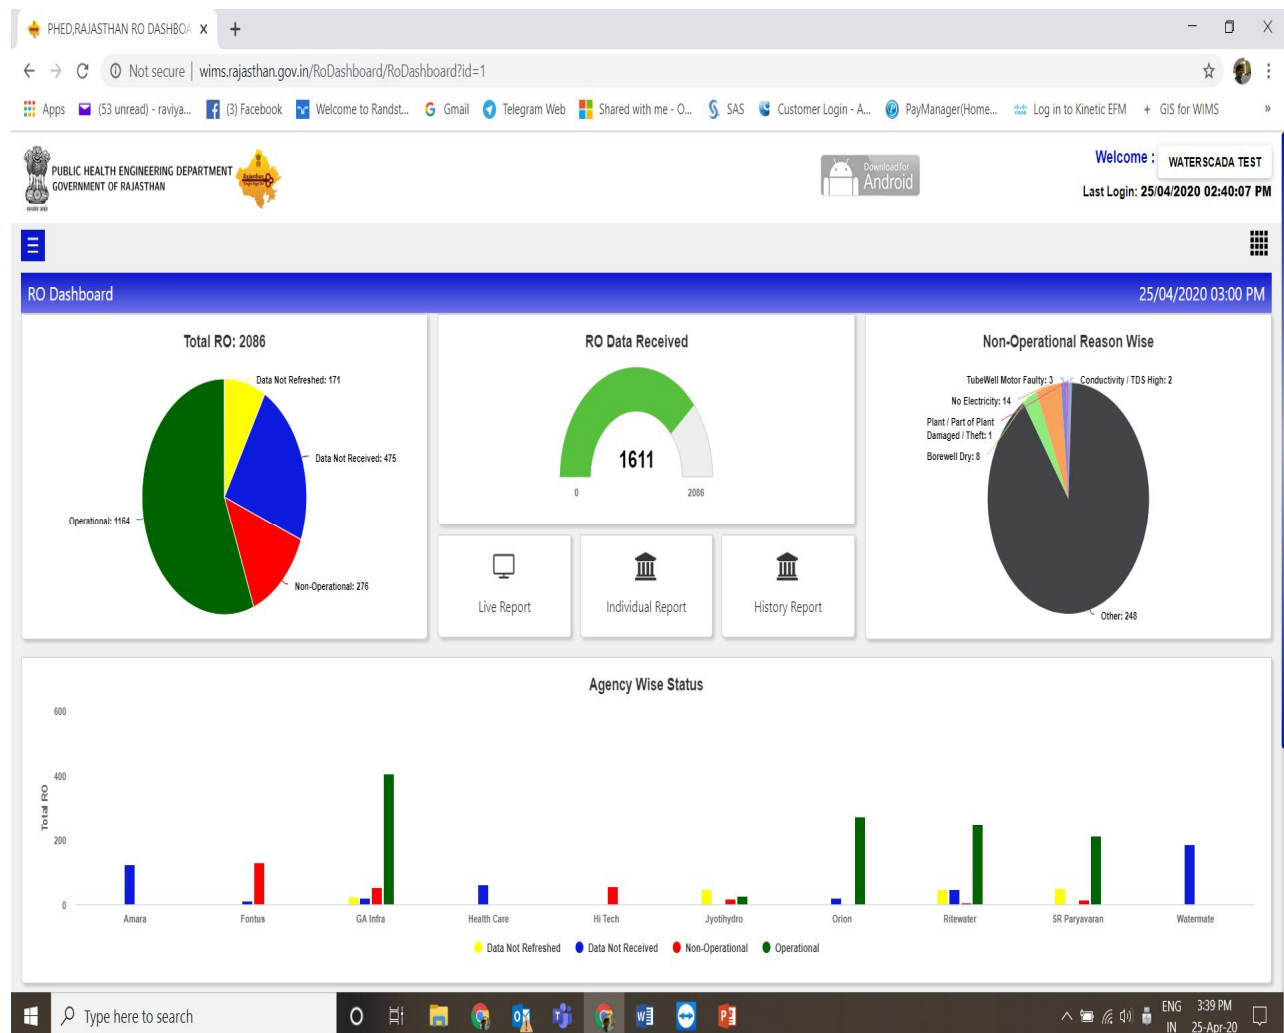 PHED,RAJASTHAN RO DASHBOA
Not secure | wims.rajasthan.gov.in/RoDashboard/RoDashboard?id=1
Apps (53 unread) - raviya... (3) Facebook Welcome to Randst... Gmail Telegram Web Shared with me - O... SAS Customer Login - A... PayManager(Home... Log in to Kinetic EFM GIS for WIMS »
PUBLIC HEALTH ENGINEERING DEPARTMENT
GOVERNMENT OF RAJASTHAN
Download for
Android
Welcome : WATERSCADA TEST
Last Login: 25/04/2020 02:40:07 PM
RO Dashboard 25/04/2020 03:00 PM
Total RO: 2086
Data Not Refreshed: 171
Data Not Received: 475
Operational: 1164
Non-Operational: 276
RO Data Received
1611
0 2086
Live Report Individual Report History Report
Non-Operational Reason Wise
TubeWell Motor Faulty: 3 Conductivity / TDS High: 2
No Electricity: 14
Plant / Part of Plant
Damaged / Theft: 1
Borewell Dry: 8
Other: 248
Agency Wise Status
Total RO
600
400
200
0
Amara Fontus GA Infra Health Care Hi Tech Jyotihydro Orion Ritewater SR Paryavaran Watermate
Data Not Refreshed Data Not Received Non-Operational Operational
Type here to search
ENG 3:39 PM
IN 25-Apr-20